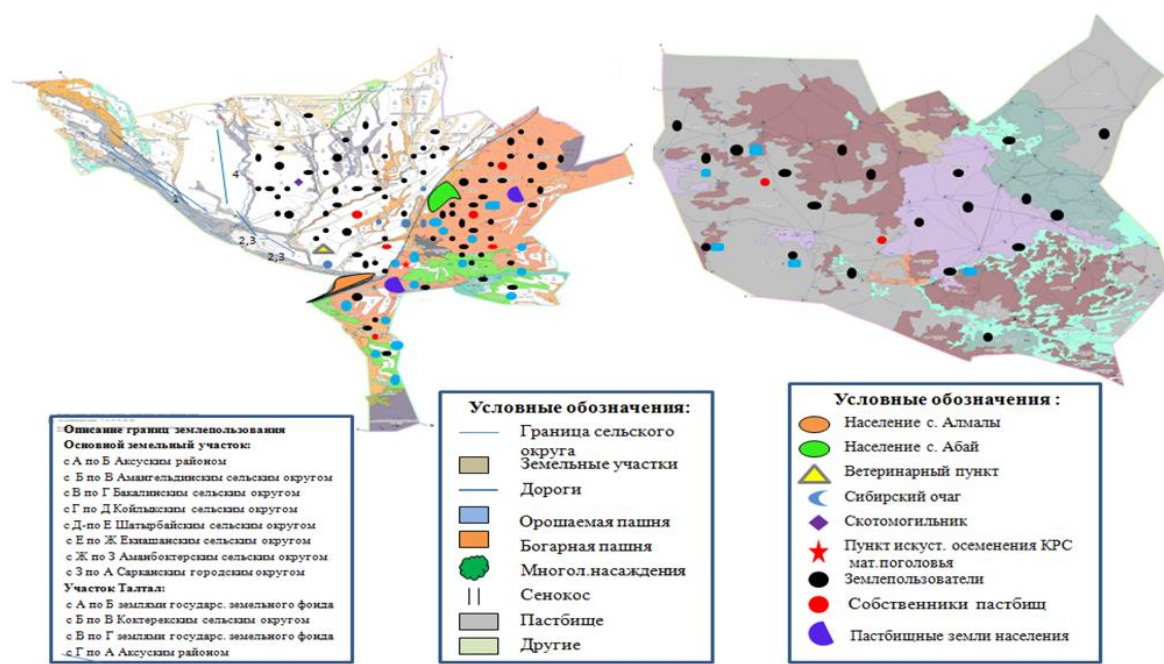 4
1
2,3
2,3
Описание границ землепользования
Основной земельный участок:
с А по Б Аксуским районом
с Б по В Амангельдинским сельским округом
с В по Г Бакалинским сельским округом
с Г по Д Койлыкским сельским округом
с Д-по Е Шатырбайским сельским округом
с Е по Ж Екиашанским сельским округом
с Ж по З Аманбоктерским сельским округом
с З по А Сарканским городским округом
Участок Талтал:
с А по Б землями государс. земельного фонда
с Б по В Коктерекским сельским округом
с В по Г землями государс. земельного фонда
с Г по А Аксуским районом
Условные обозначения:
Граница сельского
округа
Земельные участки
Дороги
Орошаемая пашня
Богарная пашня
Многол.насаждения
Сенокос
Пастбище
Другие
Условные обозначения :
Население с. Алмалы
Население с. Абай
Ветеринарный пункт
Сибирский очаг
Скотомогильник
Пункт искуст. осеменения КРС
мат.поголовья
Землепользователи
Собственники пастбищ
Пастбищные земли населения